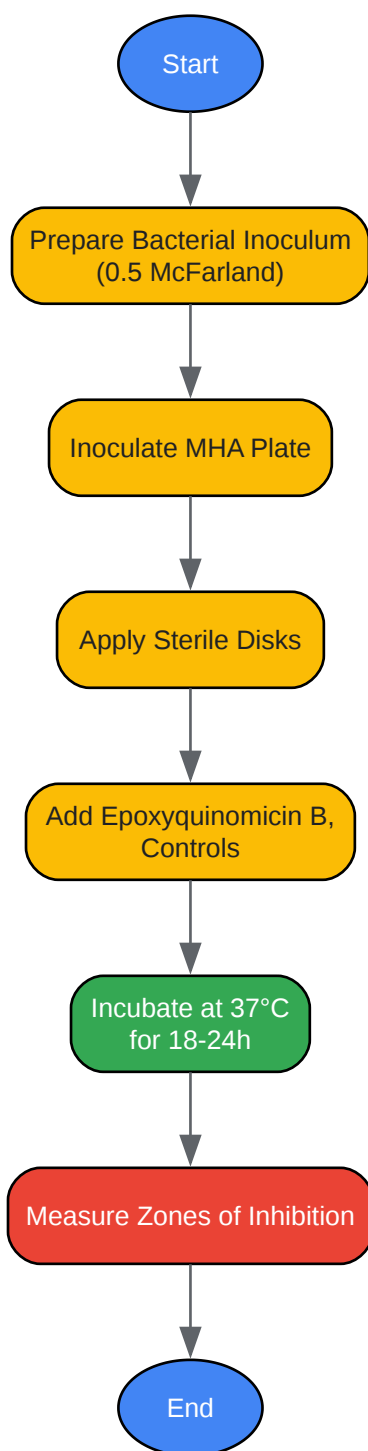 Start
Prepare Bacterial Inoculum
(0.5 McFarland)
Inoculate MHA Plate
Apply Sterile Disks
Add Epoxyquinomicin B,
Controls
Incubate at 37°C
for 18-24h
Measure Zones of Inhibition
End